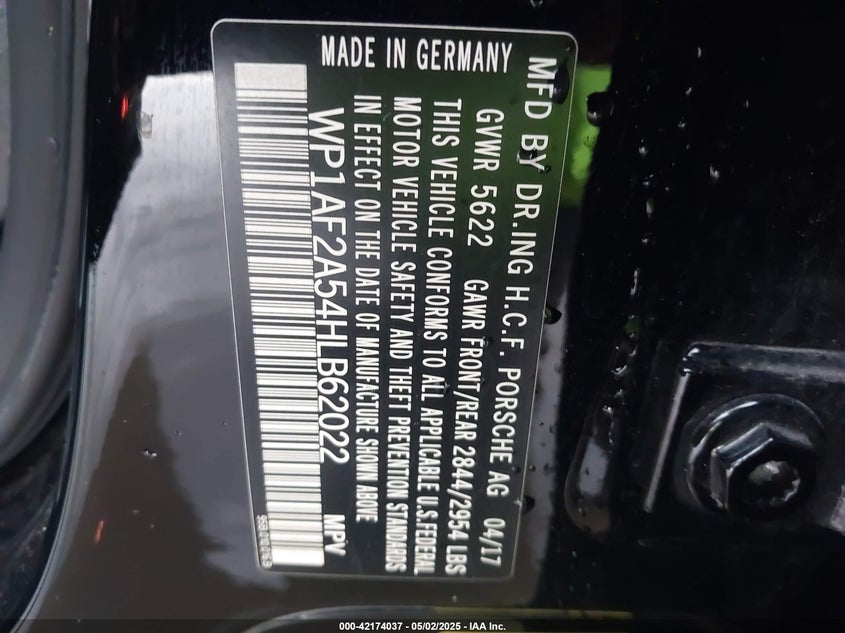 MFD BY DR.ING H.C.F. PORSCHE AG 04/17
GVWR 5622 GAWR FRONT/REAR 2844/2954 LBS
THIS VEHICLE CONFORMS TO ALL APPLICABLE U.S.FEDERAL
MOTOR VEHICLE SAFETY AND THEFT PREVENTION STANDARDS
IN EFFECT ON THE DATE OF MANUFACTURE SHOWN ABOVE
WP1AF2A54HLB62022 MPV
MADE IN GERMANY
000-42174037 - 05/02/2025 - IAA Inc.